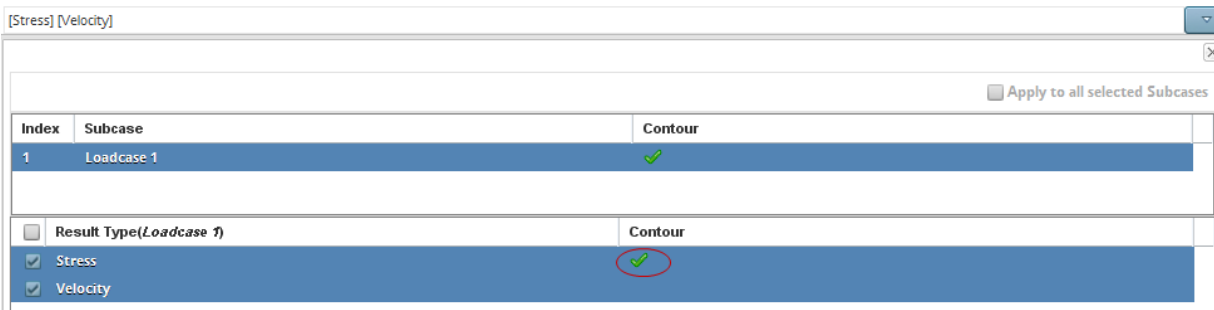 [Stress] [Velocity]
Apply to all selected Subcases
Index Subcase Contour
1 Loadcase 1
Result Type(Loadcase 1) Contour
Stress
Velocity